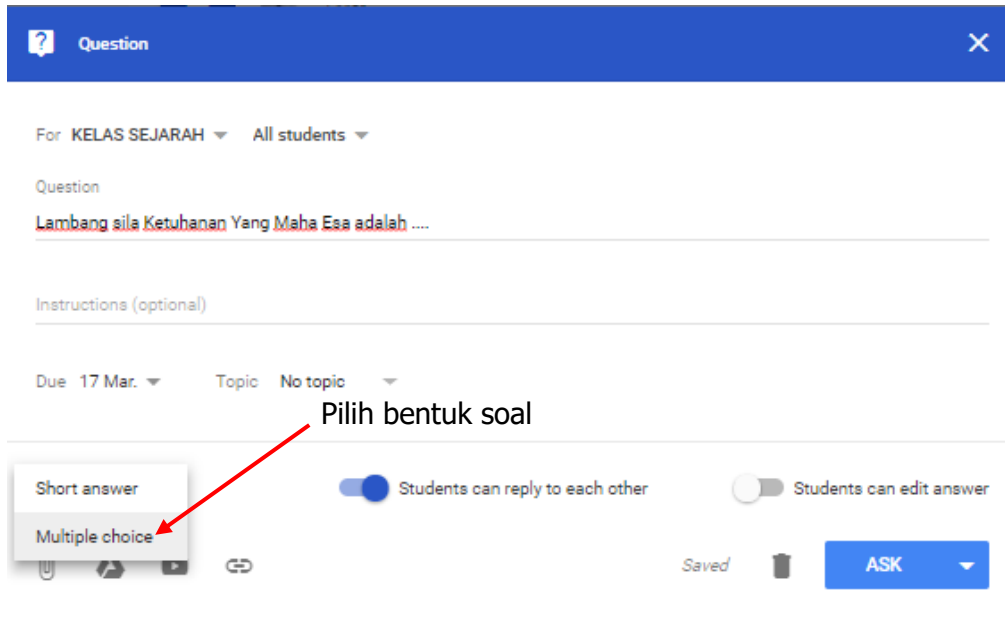 ? Question
For KELAS SEJARAH All students
Question
Lambang sila Ketuhanan Yang Maha Esa adalah ....
Instructions (optional)
Due 17 Mar. Topic No topic
Pilih bentuk soal
Short answer
Students can reply to each other Students can edit answer
Multiple choice
Saved ASK